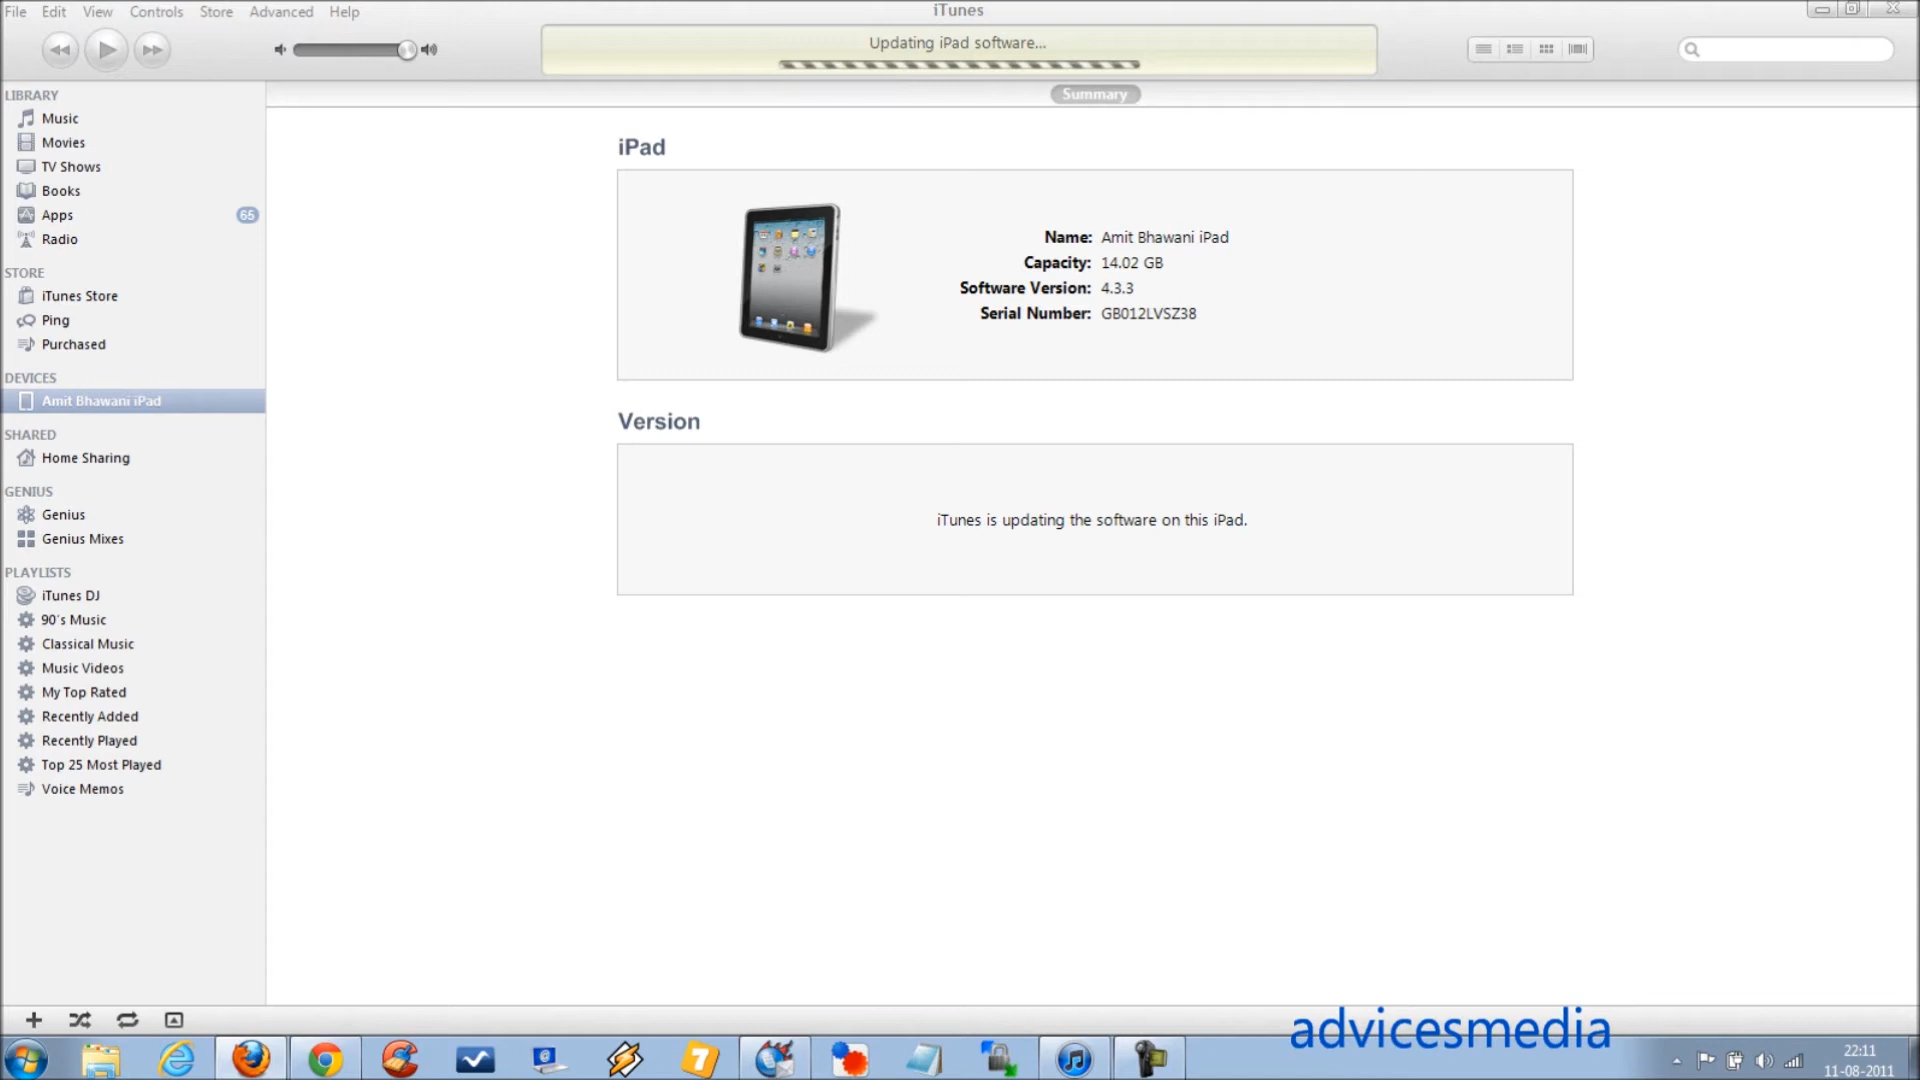 File Edit View Controls Store Advanced Help
iTunes
Updating iPad software...
Summary
LIBRARY
Music
Movies
TV Shows
Books
Apps 65
Radio
STORE
iTunes Store
Ping
Purchased
DEVICES
Amit Bhawani iPad
SHARED
Home Sharing
GENIUS
Genius
Genius Mixes
PLAYLISTS
iTunes DJ
90's Music
Classical Music
Music Videos
My Top Rated
Recently Added
Recently Played
Top 25 Most Played
Voice Memos
iPad
Name: Amit Bhawani iPad
Capacity: 14.02 GB
Software Version: 4.3.3
Serial Number: GB012LVSZ38
Version
iTunes is updating the software on this iPad.
advicesmedia
7
22:11
11-08-2011